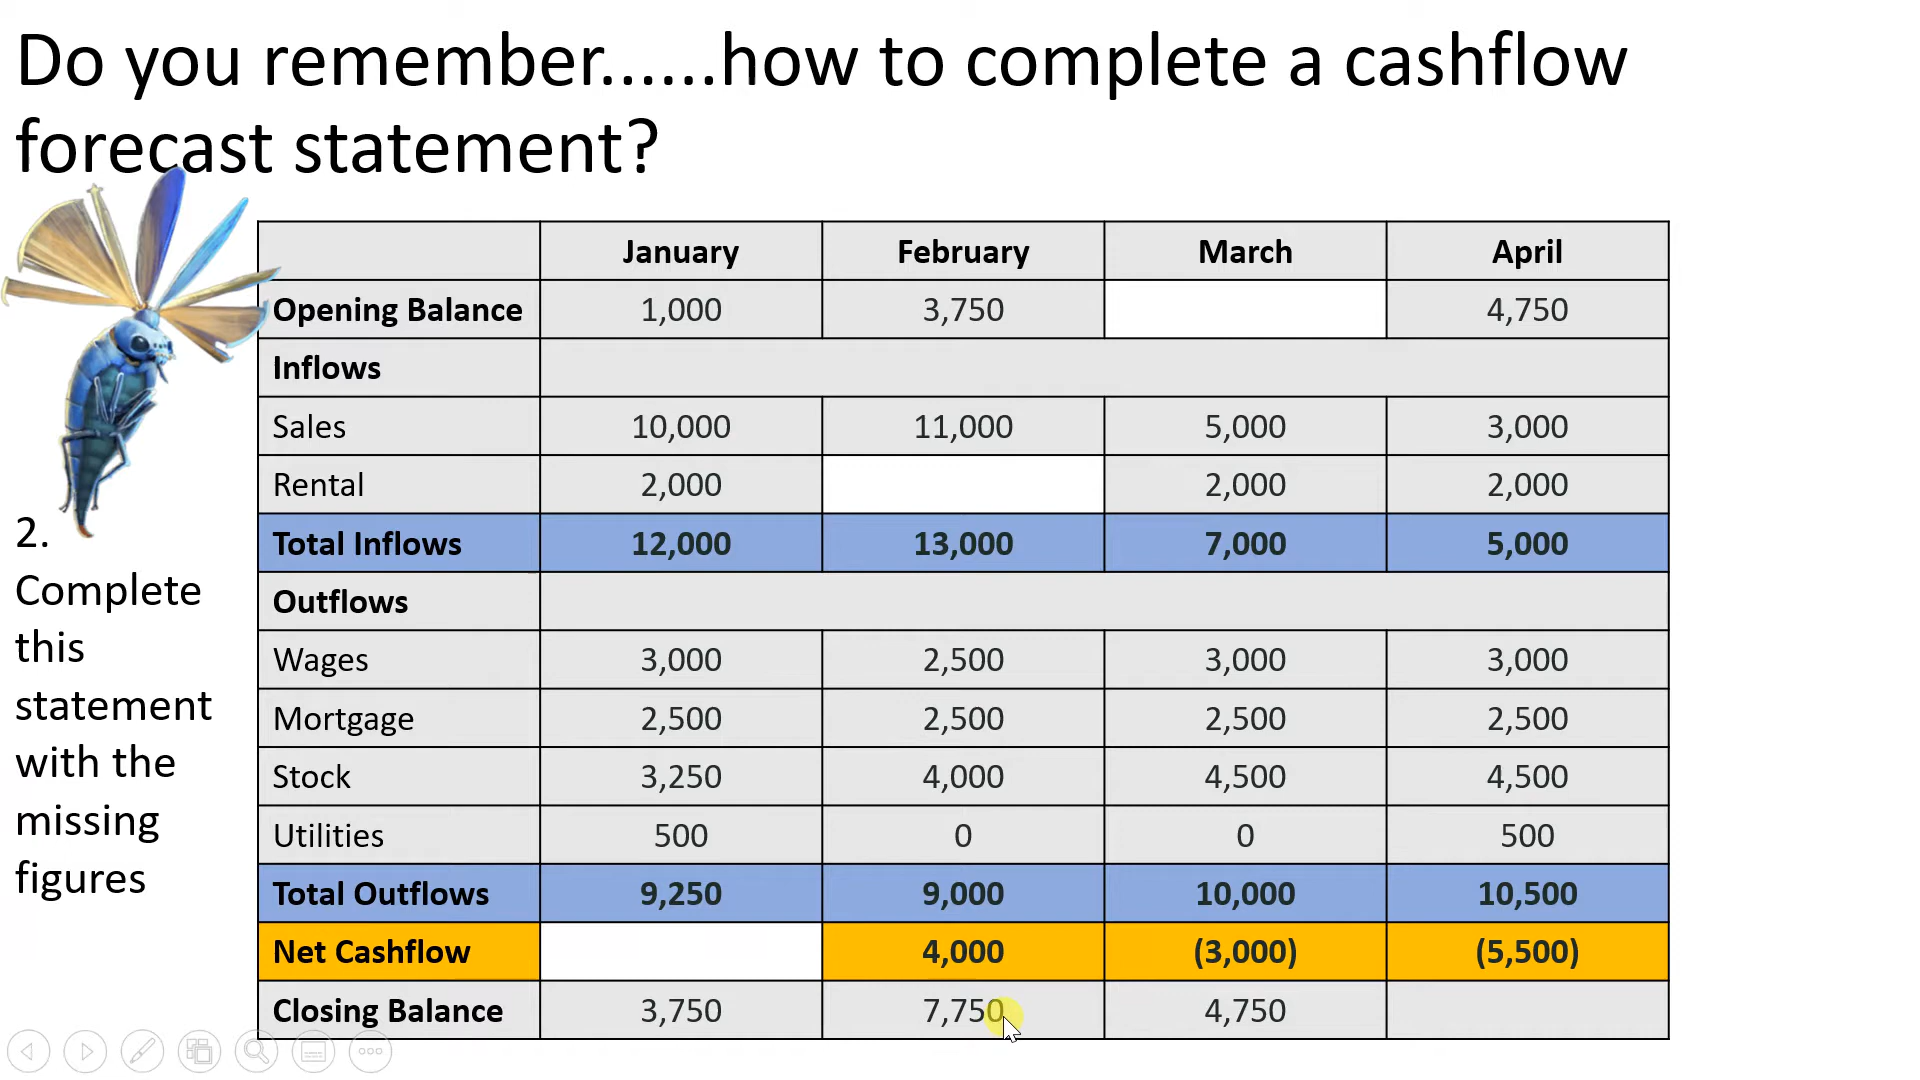 Do you remember......how to complete a cashflow
forecast statement?
January February March April
Opening Balance 1,000 3,750 4,750
Inflows
Sales 10,000 11,000 5,000 3,000
Rental 2,000 2,000 2,000
Total Inflows 12,000 13,000 7,000 5,000
Outflows
Wages 3,000 2,500 3,000 3,000
Mortgage 2,500 2,500 2,500 2,500
Stock 3,250 4,000 4,500 4,500
Utilities 500 0 0 500
Total Outflows 9,250 9,000 10,000 10,500
Net Cashflow 4,000 (3,000) (5,500)
Closing Balance 3,750 7,750 4,750
2.
Complete
this
statement
with the
missing
figures